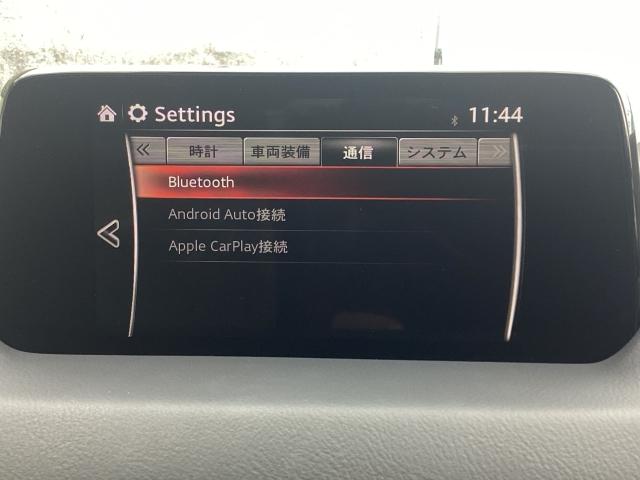 Settings 11:44
時計 車両装備 通信 システム
Bluetooth
Android Auto接続
Apple CarPlay接続